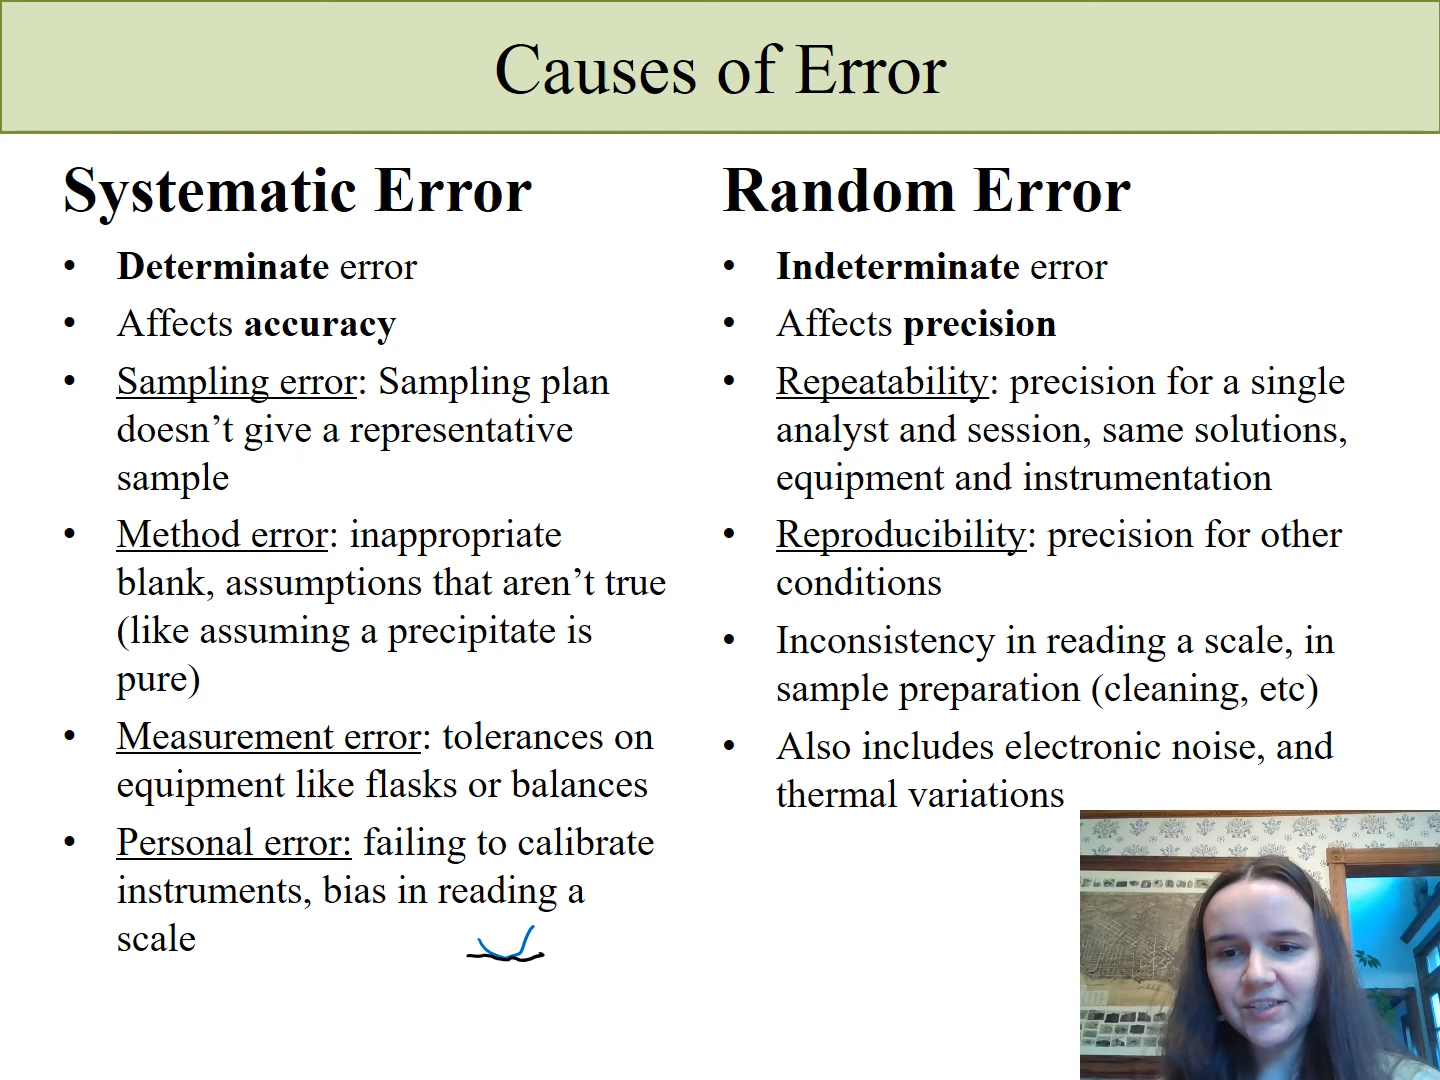 Causes of Error
Systematic Error
• Determinate error
• Affects accuracy
• Sampling error: Sampling plan
doesn’t give a representative
sample
• Method error: inappropriate
blank, assumptions that aren’t true
(like assuming a precipitate is
pure)
• Measurement error: tolerances on
equipment like flasks or balances
• Personal error: failing to calibrate
instruments, bias in reading a
scale
Random Error
• Indeterminate error
• Affects precision
• Repeatability: precision for a single
analyst and session, same solutions,
equipment and instrumentation
• Reproducibility: precision for other
conditions
• Inconsistency in reading a scale, in
sample preparation (cleaning, etc)
• Also includes electronic noise, and
thermal variations